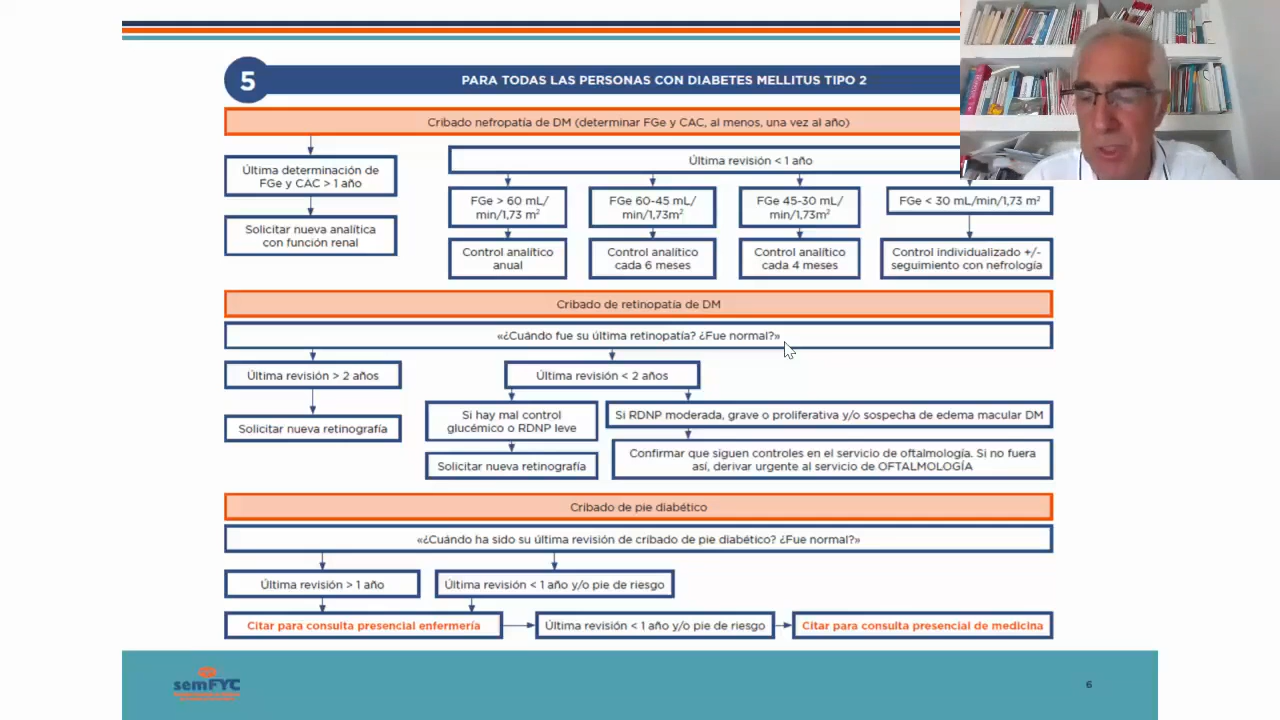 5
PARA TODAS LAS PERSONAS CON DIABETES MELLITUS TIPO 2
Cribado nefropatía de DM (determinar FGe y CAC, al menos, una vez al año)
Última determinación de
FGe y CAC > 1 año
Solicitar nueva analítica
con función renal
Última revisión < 1 año
FGe > 60 mL/
min/1,73 m²
FGe 60-45 mL/
min/1,73m²
FGe 45-30 mL/
min/1,73m²
FGe < 30 mL/min/1,73 m²
Control analítico
anual
Control analítico
cada 6 meses
Control analítico
cada 4 meses
Control individualizado +/-
seguimiento con nefrología
Cribado de retinopatía de DM
«¿Cuándo fue su última retinopatía? ¿Fue normal?»
Última revisión > 2 años
Solicitar nueva retinografía
Última revisión < 2 años
Si hay mal control
glucémico o RDNP leve
Solicitar nueva retinografía
Si RDNP moderada, grave o proliferativa y/o sospecha de edema macular DM
Confirmar que siguen controles en el servicio de oftalmología. Si no fuera
así, derivar urgente al servicio de OFTALMOLOGÍA
Cribado de pie diabético
«¿Cuándo ha sido su última revisión de cribado de pie diabético? ¿Fue normal?»
Última revisión > 1 año
Última revisión < 1 año y/o pie de riesgo
Citar para consulta presencial enfermería
Última revisión < 1 año y/o pie de riesgo
Citar para consulta presencial de medicina
semFYC
6